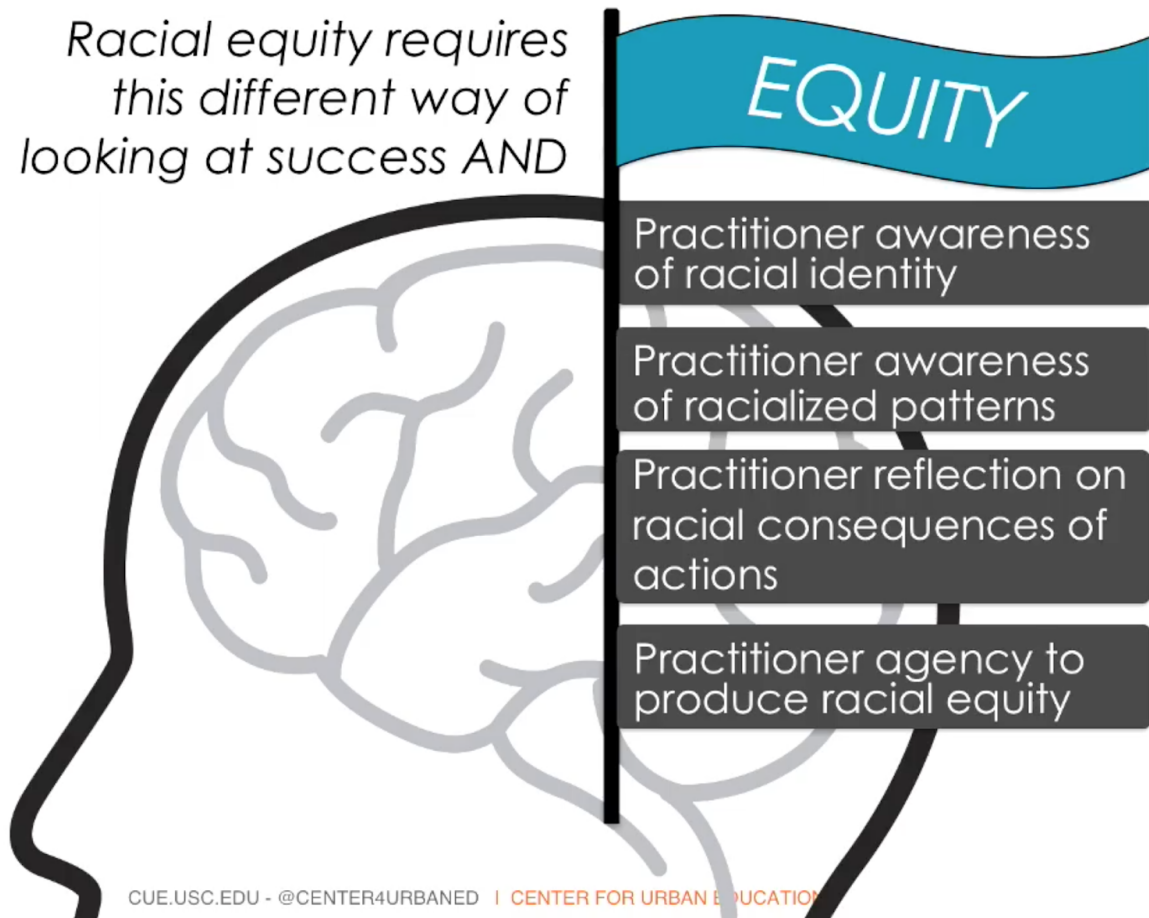 Racial equity requires
this different way of
looking at success AND
EQUITY
Practitioner awareness
of racial identity
Practitioner awareness
of racialized patterns
Practitioner reflection on
racial consequences of
actions
Practitioner agency to
produce racial equity
CUE.USC.EDU - @CENTER4URBANED | CENTER FOR URBAN EDUCATION